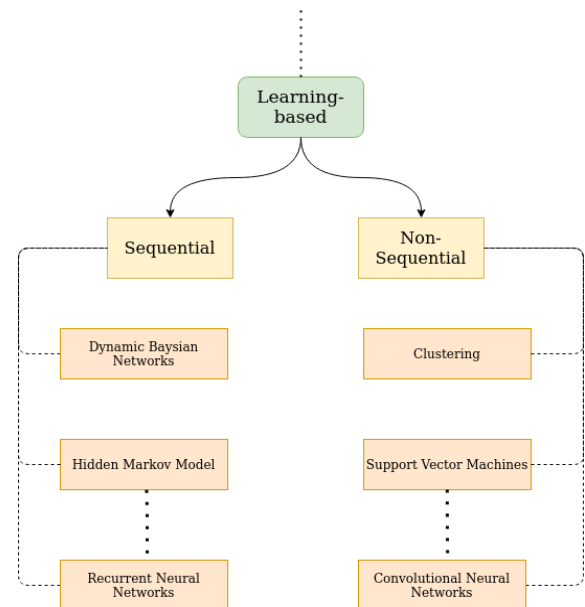 Learning-
based
Sequential
Non-
Sequential
Dynamic Baysian
Networks
Clustering
Hidden Markov Model
Support Vector Machines
Recurrent Neural
Networks
Convolutional Neural
Networks